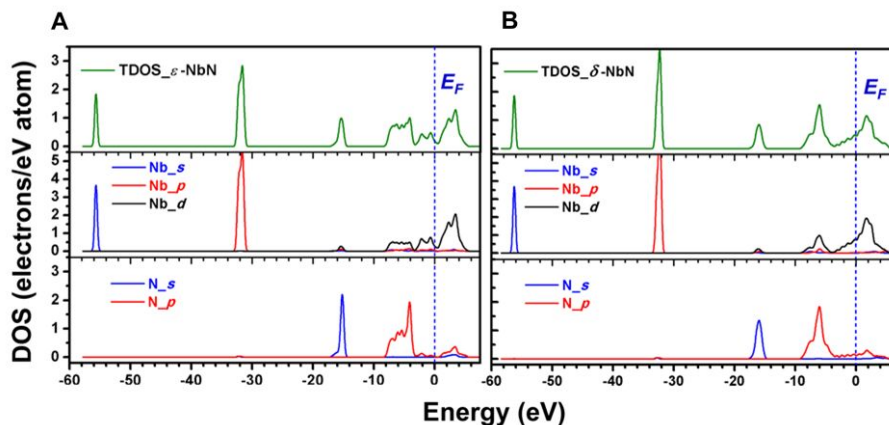 A
B
DOS (electrons/eV atom)
3
2
1
0
TDOS_ε-NbN
E_F
TDOS_δ-NbN
E_F
5
4
3
2
1
0
Nb_s
Nb_p
Nb_d
Nb_s
Nb_p
Nb_d
3
2
1
0
N_s
N_p
N_s
N_p
-60 -50 -40 -30 -20 -10 0
-50 -40 -30 -20 -10 0
Energy (eV)